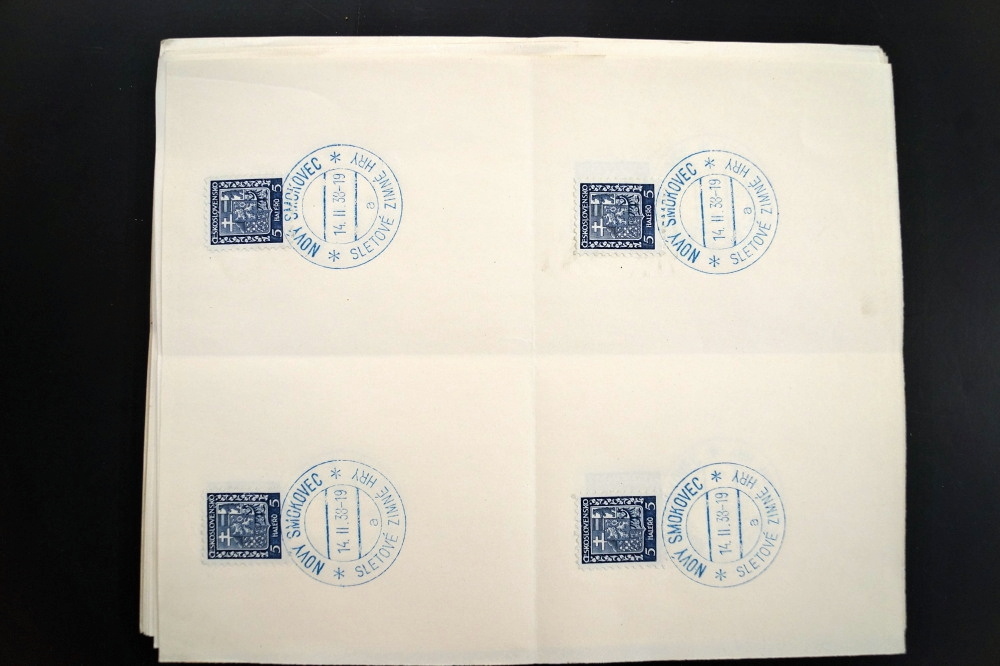 ČESKOSLOVENSKO
5 HALÉŘŮ 5
NOVÝ SMOKOVEC
14. II. 38-19
a
SLETOVÉ ZIMNÉ HRY
ČESKOSLOVENSKO
5 HALÉŘŮ 5
NOVÝ SMOKOVEC
14. II. 38-19
a
SLETOVÉ ZIMNÉ HRY
ČESKOSLOVENSKO
5 HALÉŘŮ 5
NOVÝ SMOKOVEC
14. II. 38-19
a
SLETOVÉ ZIMNÉ HRY
ČESKOSLOVENSKO
5 HALÉŘŮ 5
NOVÝ SMOKOVEC
14. II. 38-19
a
SLETOVÉ ZIMNÉ HRY